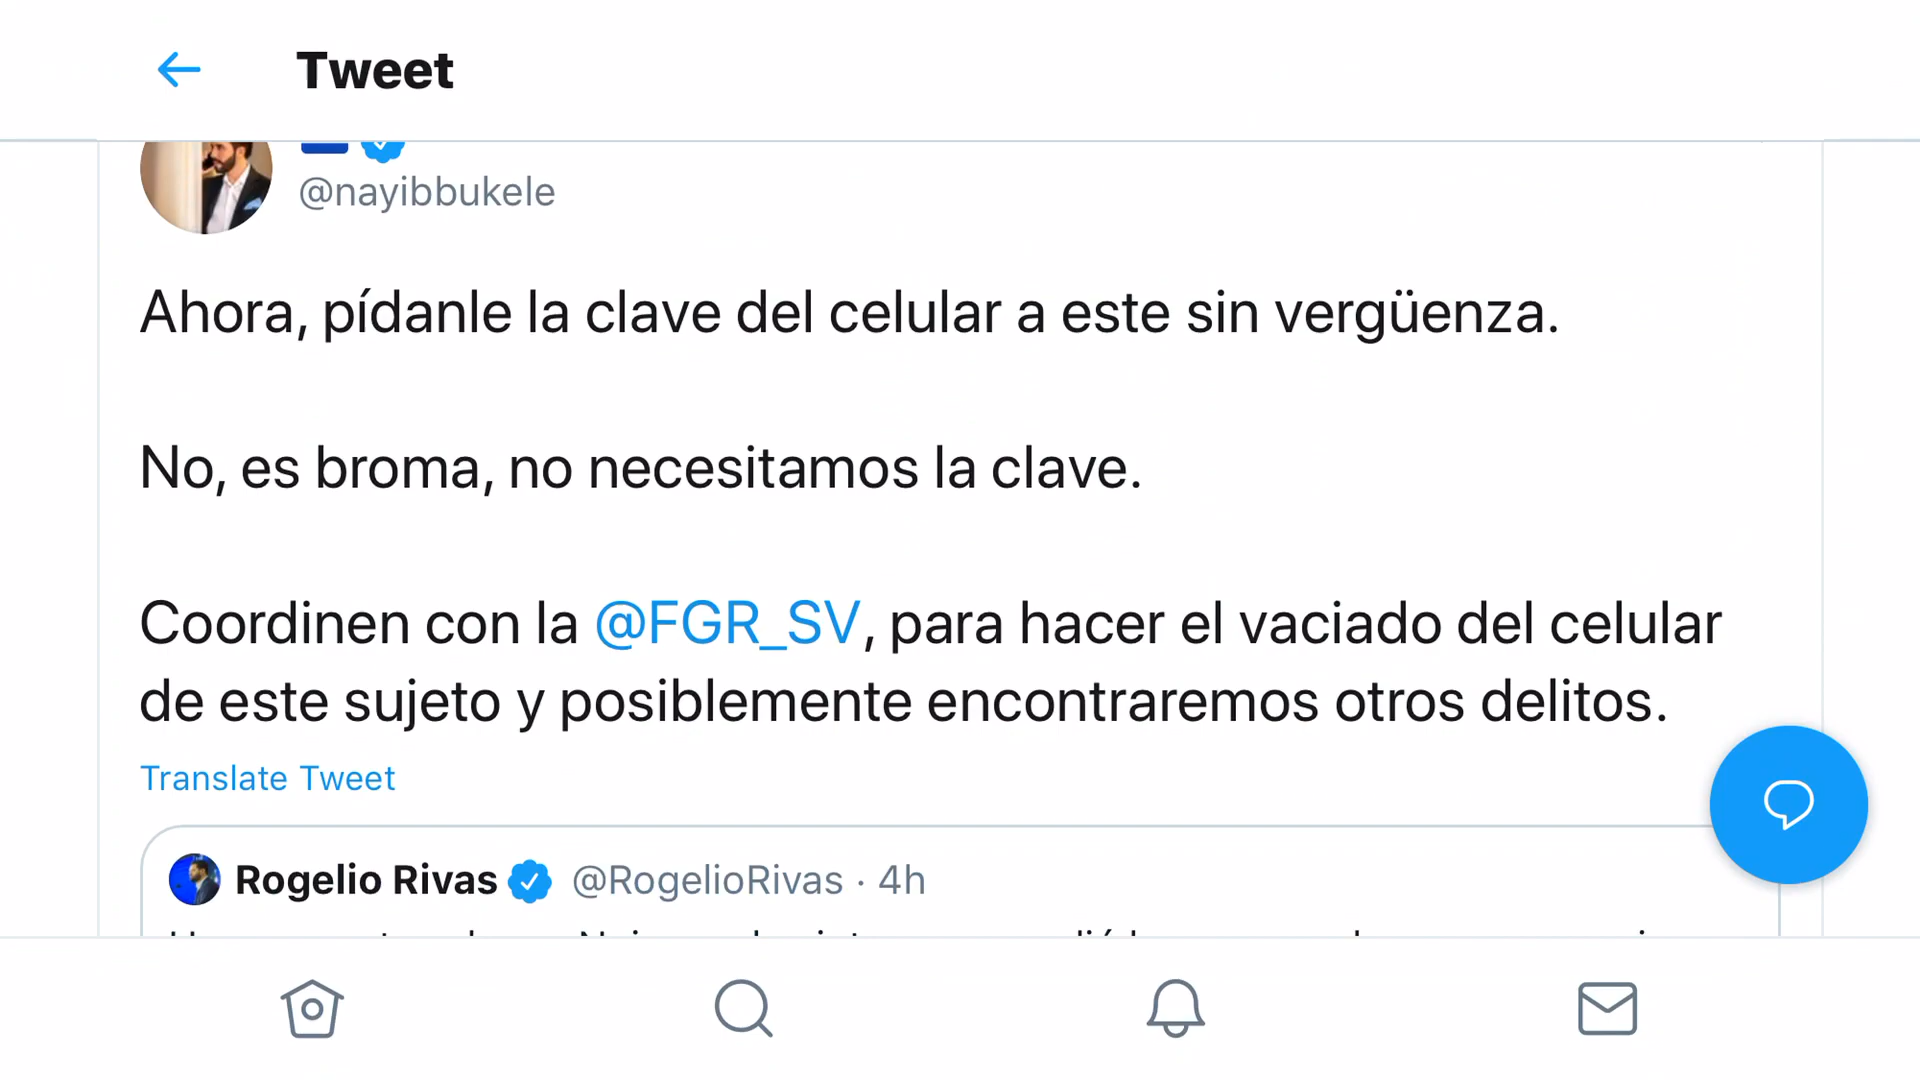 Tweet
@nayibbukele
Ahora, pídanle la clave del celular a este sin vergüenza.
No, es broma, no necesitamos la clave.
Coordinen con la @FGR_SV, para hacer el vaciado del celular
de este sujeto y posiblemente encontraremos otros delitos.
Translate Tweet
Rogelio Rivas @RogelioRivas · 4h